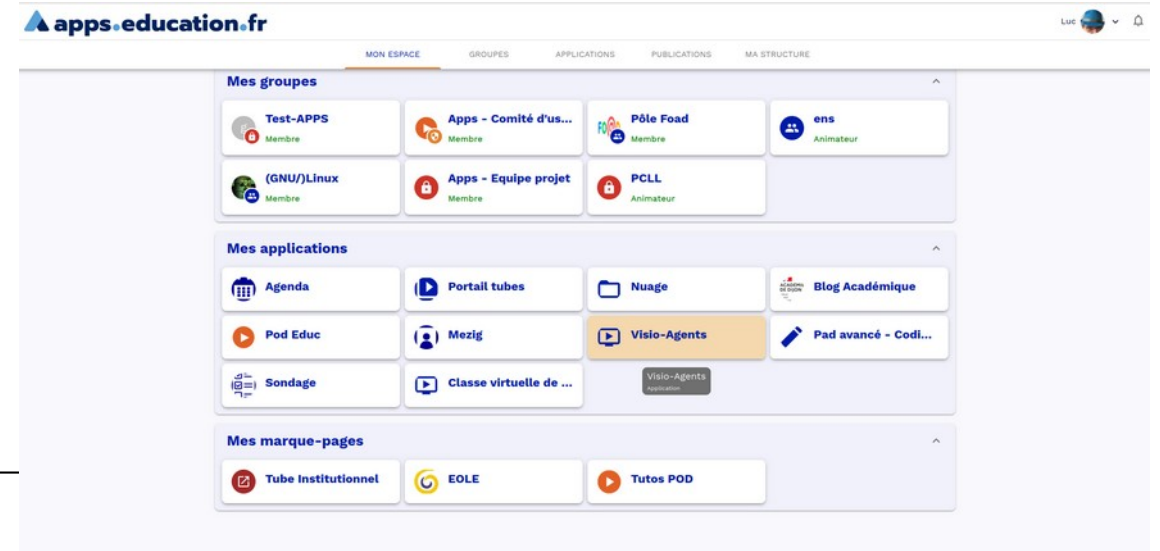 apps.education.fr
Luc
MON ESPACE GROUPES APPLICATIONS PUBLICATIONS MA STRUCTURE
Mes groupes
Test-APPS
Membre
Apps - Comité d'us...
Membre
Pôle Foad
Membre
ens
Animateur
(GNU/)Linux
Membre
Apps - Equipe projet
Membre
PCLL
Animateur
Mes applications
Agenda
Portail tubes
Nuage
Blog Académique
Pod Educ
Mezig
Visio-Agents
Pad avancé - Codi...
Sondage
Classe virtuelle de ...
Visio-Agents
Application
Mes marque-pages
Tube Institutionnel
EOLE
Tutos POD